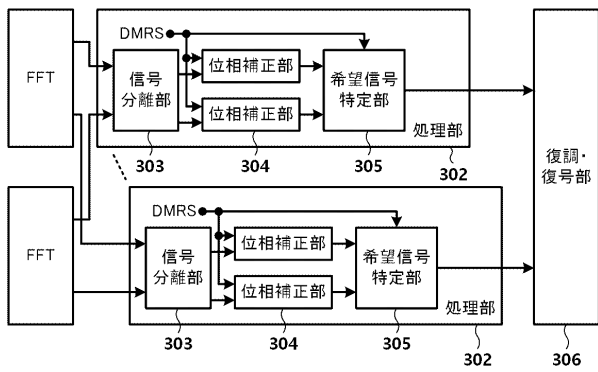 DMRS
FFT
信号
分離部
位相補正部
位相補正部
希望信号
特定部
処理部
303
304
305
302
復調・
復号部
DMRS
FFT
信号
分離部
位相補正部
位相補正部
希望信号
特定部
処理部
303
304
305
302
306